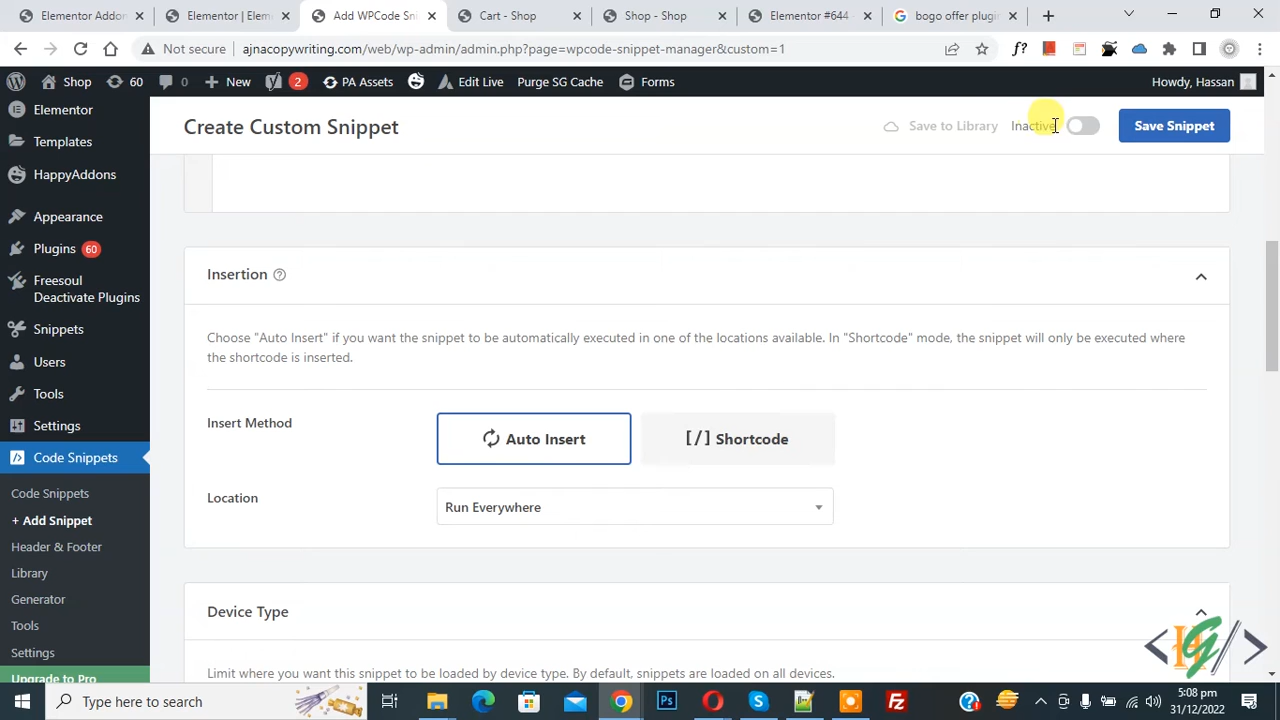 Elementor Addon
Elementor | Elem
Add WPCode Sni
Cart - Shop
Shop - Shop
Elementor #644
bogo offer plugin
Not secure
ajnacopywriting.com/web/wp-admin/admin.php?page=wpcode-snippet-manager&custom=1
f?
Shop
60
0
New
2
PA Assets
Edit Live
Purge SG Cache
Forms
Howdy, Hassan
Elementor
Templates
HappyAddons
Appearance
Plugins 60
Freesoul
Deactivate Plugins
Snippets
Users
Tools
Settings
Code Snippets
Code Snippets
+ Add Snippet
Header & Footer
Library
Generator
Tools
Settings
Upgrade to Pro
Create Custom Snippet
Save to Library
Inactive
Save Snippet
Insertion
Choose "Auto Insert" if you want the snippet to be automatically executed in one of the locations available. In "Shortcode" mode, the snippet will only be executed where
the shortcode is inserted.
Insert Method
Auto Insert
[/] Shortcode
Location
Run Everywhere
Device Type
Limit where you want this snippet to be loaded by device type. By default, snippets are loaded on all devices.
Type here to search
Ps
5:08 pm
31/12/2022